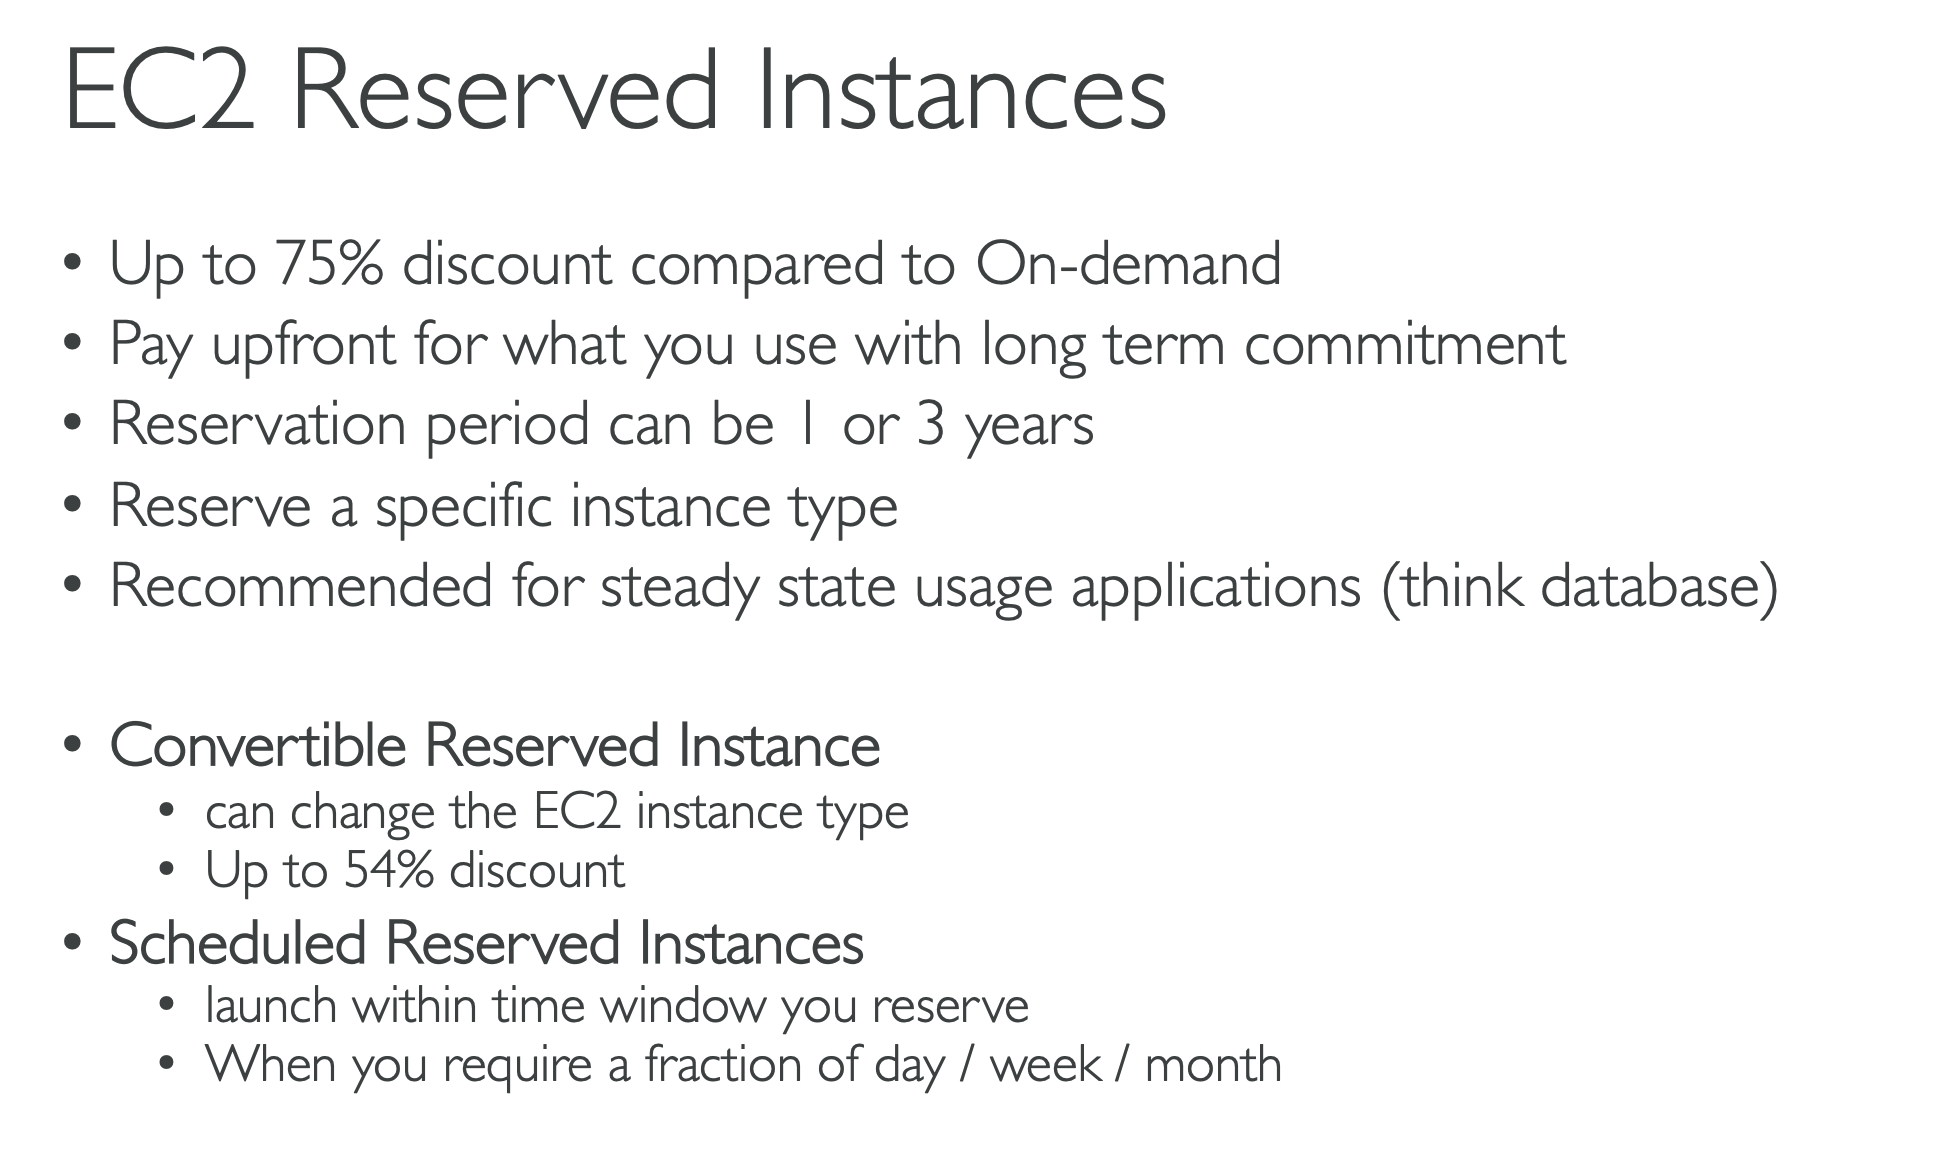 EC2 Reserved Instances
• Up to 75% discount compared to On-demand
• Pay upfront for what you use with long term commitment
• Reservation period can be 1 or 3 years
• Reserve a specific instance type
• Recommended for steady state usage applications (think database)
• Convertible Reserved Instance
• can change the EC2 instance type
• Up to 54% discount
• Scheduled Reserved Instances
• launch within time window you reserve
• When you require a fraction of day / week / month